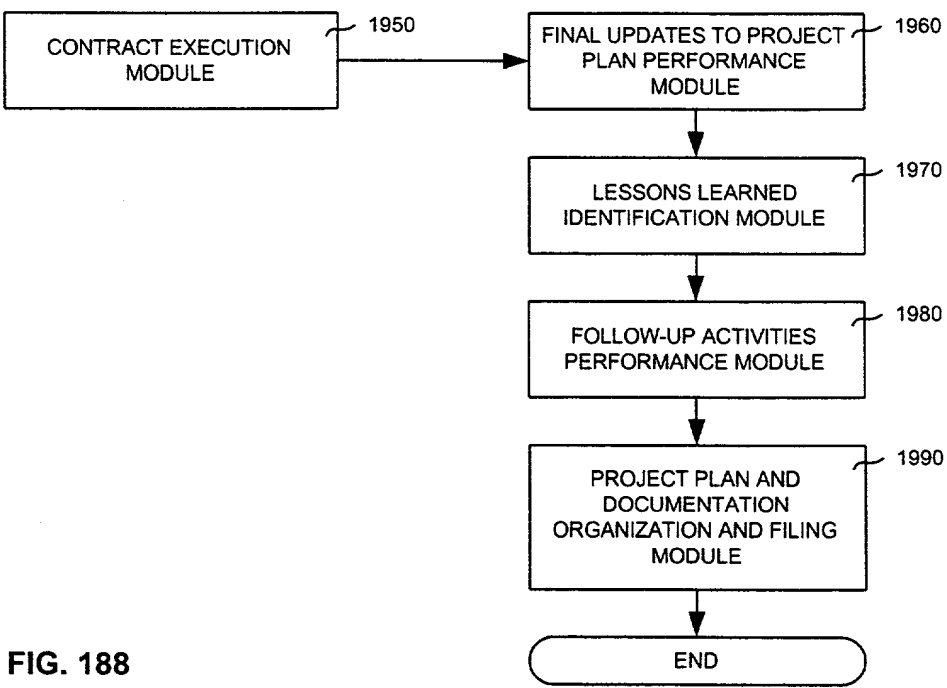 CONTRACT EXECUTION
MODULE
1950
FINAL UPDATES TO PROJECT
PLAN PERFORMANCE
MODULE
1960
LESSONS LEARNED
IDENTIFICATION MODULE
1970
FOLLOW-UP ACTIVITIES
PERFORMANCE MODULE
1980
PROJECT PLAN AND
DOCUMENTATION
ORGANIZATION AND FILING
MODULE
1990
END
FIG. 188